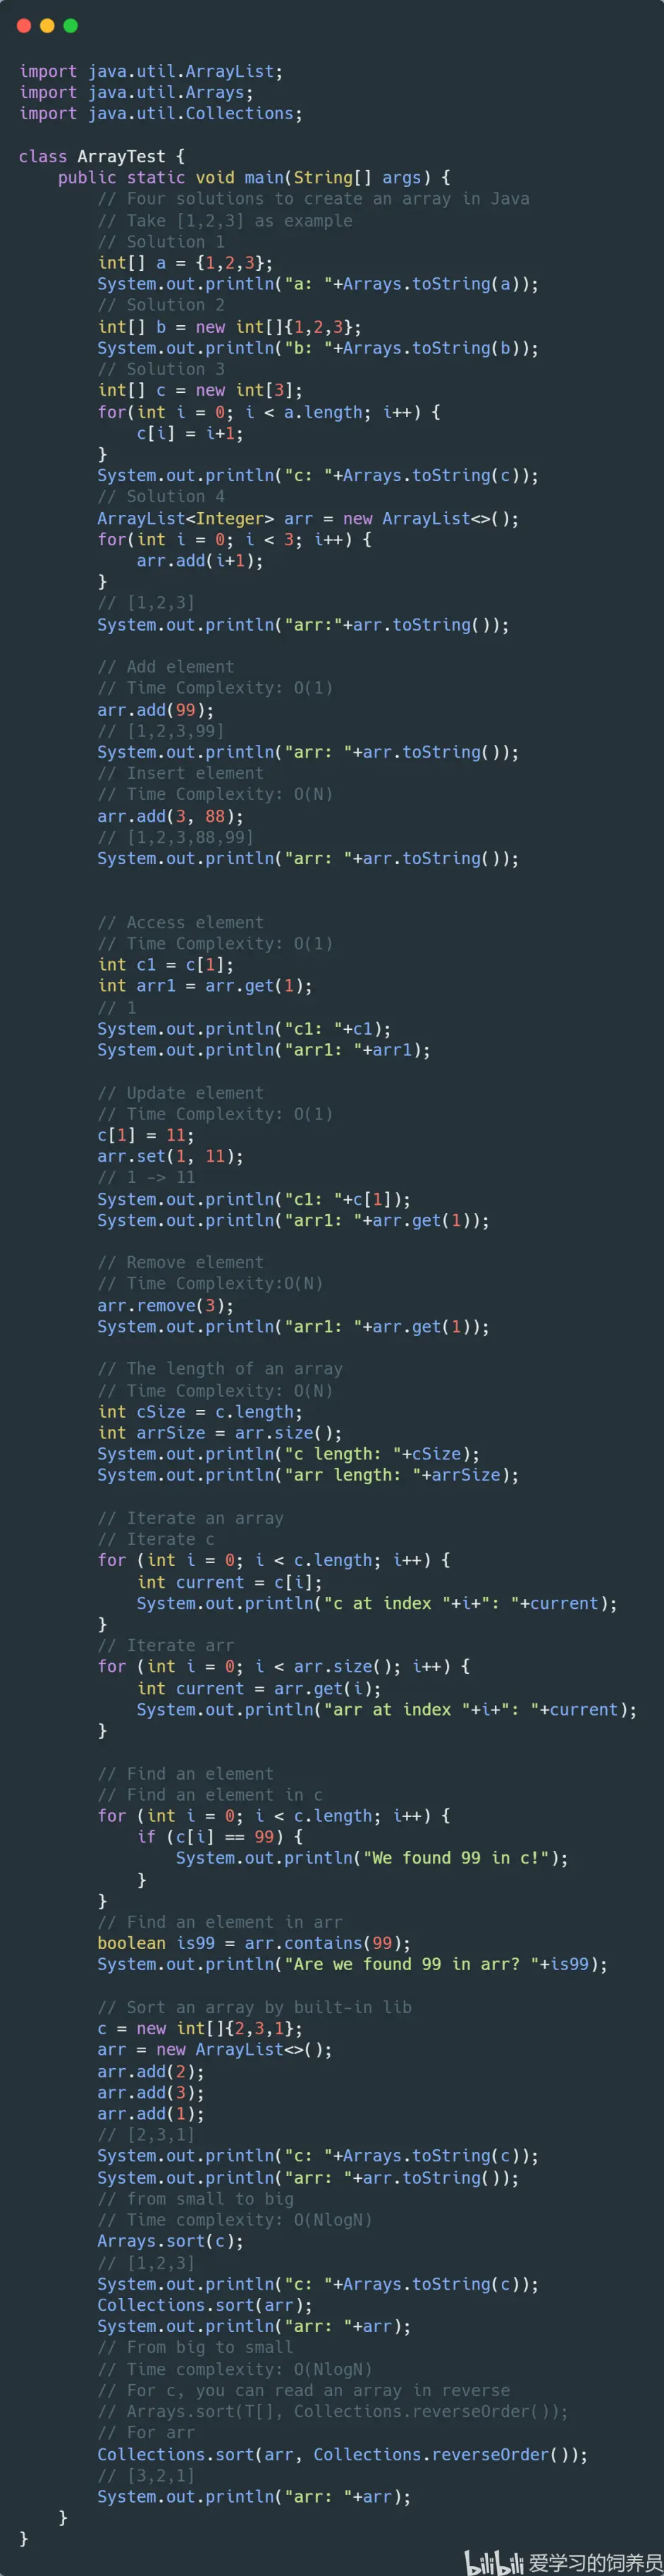 import java.util.ArrayList;
import java.util.Arrays;
import java.util.Collections;

class ArrayTest {
    public static void main(String[] args) {
        // Four solutions to create an array in Java
        // Take [1,2,3] as example
        // Solution 1
        int[] a = {1,2,3};
        System.out.println("a: "+Arrays.toString(a));
        // Solution 2
        int[] b = new int[]{1,2,3};
        System.out.println("b: "+Arrays.toString(b));
        // Solution 3
        int[] c = new int[3];
        for(int i = 0; i < a.length; i++) {
            c[i] = i+1;
        }
        System.out.println("c: "+Arrays.toString(c));
        // Solution 4
        ArrayList<Integer> arr = new ArrayList<>();
        for(int i = 0; i < 3; i++) {
            arr.add(i+1);
        }
        // [1,2,3]
        System.out.println("arr:"+arr.toString());

        // Add element
        // Time Complexity: O(1)
        arr.add(99);
        // [1,2,3,99]
        System.out.println("arr: "+arr.toString());
        // Insert element
        // Time Complexity: O(N)
        arr.add(3, 88);
        // [1,2,3,88,99]
        System.out.println("arr: "+arr.toString());


        // Access element
        // Time Complexity: O(1)
        int c1 = c[1];
        int arr1 = arr.get(1);
        // 1
        System.out.println("c1: "+c1);
        System.out.println("arr1: "+arr1);

        // Update element
        // Time Complexity: O(1)
        c[1] = 11;
        arr.set(1, 11);
        // 1 -> 11
        System.out.println("c1: "+c[1]);
        System.out.println("arr1: "+arr.get(1));

        // Remove element
        // Time Complexity:O(N)
        arr.remove(3);
        System.out.println("arr1: "+arr.get(1));

        // The length of an array
        // Time Complexity: O(N)
        int cSize = c.length;
        int arrSize = arr.size();
        System.out.println("c length: "+cSize);
        System.out.println("arr length: "+arrSize);

        // Iterate an array
        // Iterate c
        for (int i = 0; i < c.length; i++) {
            int current = c[i];
            System.out.println("c at index "+i+": "+current);
        }
        // Iterate arr
        for (int i = 0; i < arr.size(); i++) {
            int current = arr.get(i);
            System.out.println("arr at index "+i+": "+current);
        }

        // Find an element
        // Find an element in c
        for (int i = 0; i < c.length; i++) {
            if (c[i] == 99) {
                System.out.println("We found 99 in c!");
            }
        }
        // Find an element in arr
        boolean is99 = arr.contains(99);
        System.out.println("Are we found 99 in arr? "+is99);

        // Sort an array by built-in lib
        c = new int[]{2,3,1};
        arr = new ArrayList<>();
        arr.add(2);
        arr.add(3);
        arr.add(1);
        // [2,3,1]
        System.out.println("c: "+Arrays.toString(c));
        System.out.println("arr: "+arr.toString());
        // from small to big
        // Time complexity: O(NlogN)
        Arrays.sort(c);
        // [1,2,3]
        System.out.println("c: "+Arrays.toString(c));
        Collections.sort(arr);
        System.out.println("arr: "+arr);
        // From big to small
        // Time complexity: O(NlogN)
        // For c, you can read an array in reverse
        // Arrays.sort(T[], Collections.reverseOrder());
        // For arr
        Collections.sort(arr, Collections.reverseOrder());
        // [3,2,1]
        System.out.println("arr: "+arr);
    }
}
bilibili 爱学习的饲养员